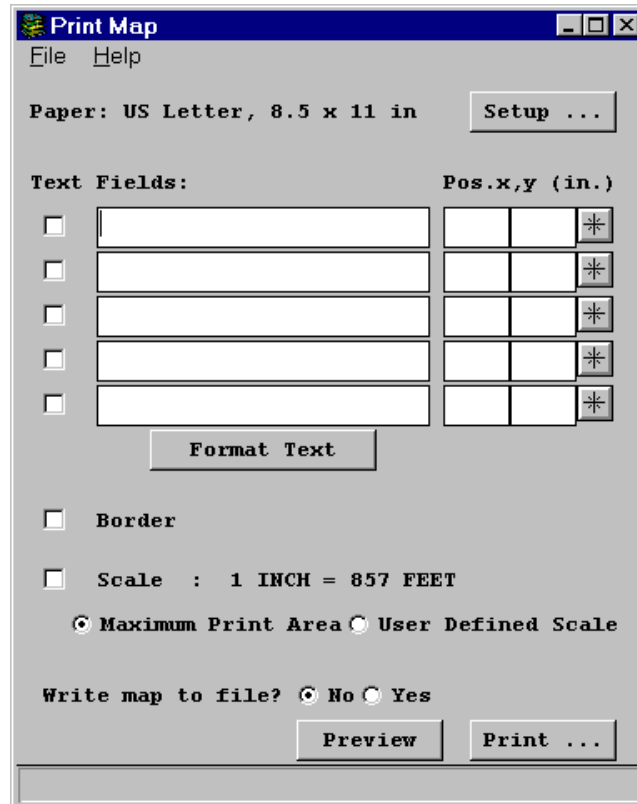 Print Map
File Help
Paper: US Letter, 8.5 x 11 in Setup ...
Text Fields: Pos.x,y (in.)
Format Text
Border
Scale : 1 INCH = 857 FEET
Maximum Print Area User Defined Scale
Write map to file? No Yes
Preview Print ...